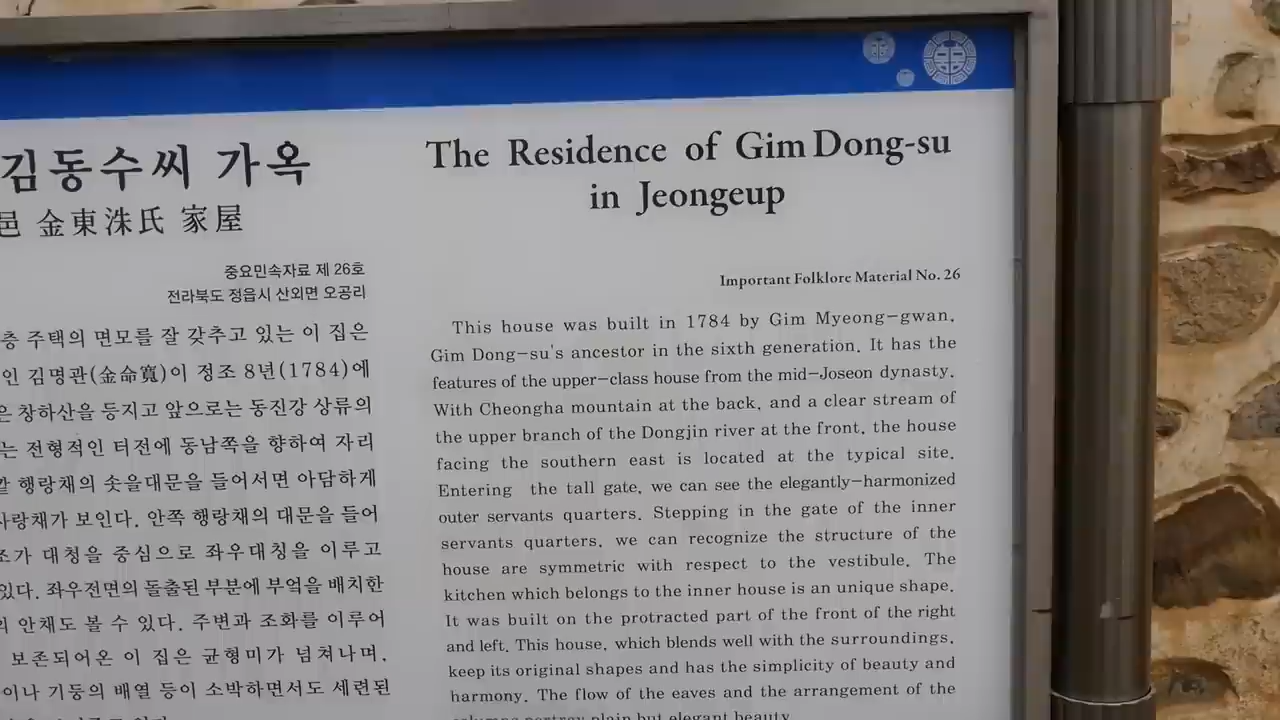 김동수씨 가옥
邑 金東洙氏 家屋
중요민속자료 제 26호
전라북도 정읍시 산외면 오공리
층 주택의 면모를 잘 갖추고 있는 이 집은
인 김명관(金命寬)이 정조 8년(1784)에
은 창하산을 등지고 앞으로는 동진강 상류의
는 전형적인 터전에 동남쪽을 향하여 자리
행랑채의 솟을대문을 들어서면 아담하게
사랑채가 보인다. 안쪽 행랑채의 대문을 들어
조가 대청을 중심으로 좌우대칭을 이루고
있다. 좌우전면의 돌출된 부분에 부엌을 배치한
의 안채도 볼 수 있다. 주변과 조화를 이루어
보존되어온 이 집은 균형미가 넘쳐나며,
이나 기둥의 배열 등이 소박하면서도 세련된
The Residence of Gim Dong-su
in Jeongeup
Important Folklore Material No. 26
This house was built in 1784 by Gim Myeong-gwan,
Gim Dong-su's ancestor in the sixth generation. It has the
features of the upper-class house from the mid-Joseon dynasty.
With Cheongha mountain at the back, and a clear stream of
the upper branch of the Dongjin river at the front, the house
facing the southern east is located at the typical site.
Entering the tall gate, we can see the elegantly-harmonized
outer servants quarters. Stepping in the gate of the inner
servants quarters, we can recognize the structure of the
house are symmetric with respect to the vestibule. The
kitchen which belongs to the inner house is an unique shape.
It was built on the protracted part of the front of the right
and left. This house, which blends well with the surroundings,
keep its original shapes and has the simplicity of beauty and
harmony. The flow of the eaves and the arrangement of the
columns portray plain but elegant beauty.